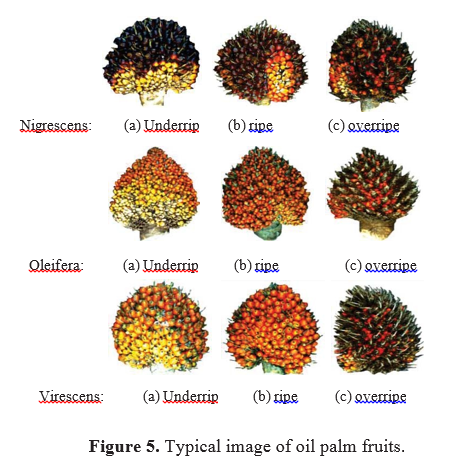 Nigrescens: (a) Underrip (b) ripe (c) overripe
Oleifera: (a) Underrip (b) ripe (c) overripe
Virescens: (a) Underrip (b) ripe (c) overripe
Figure 5. Typical image of oil palm fruits.